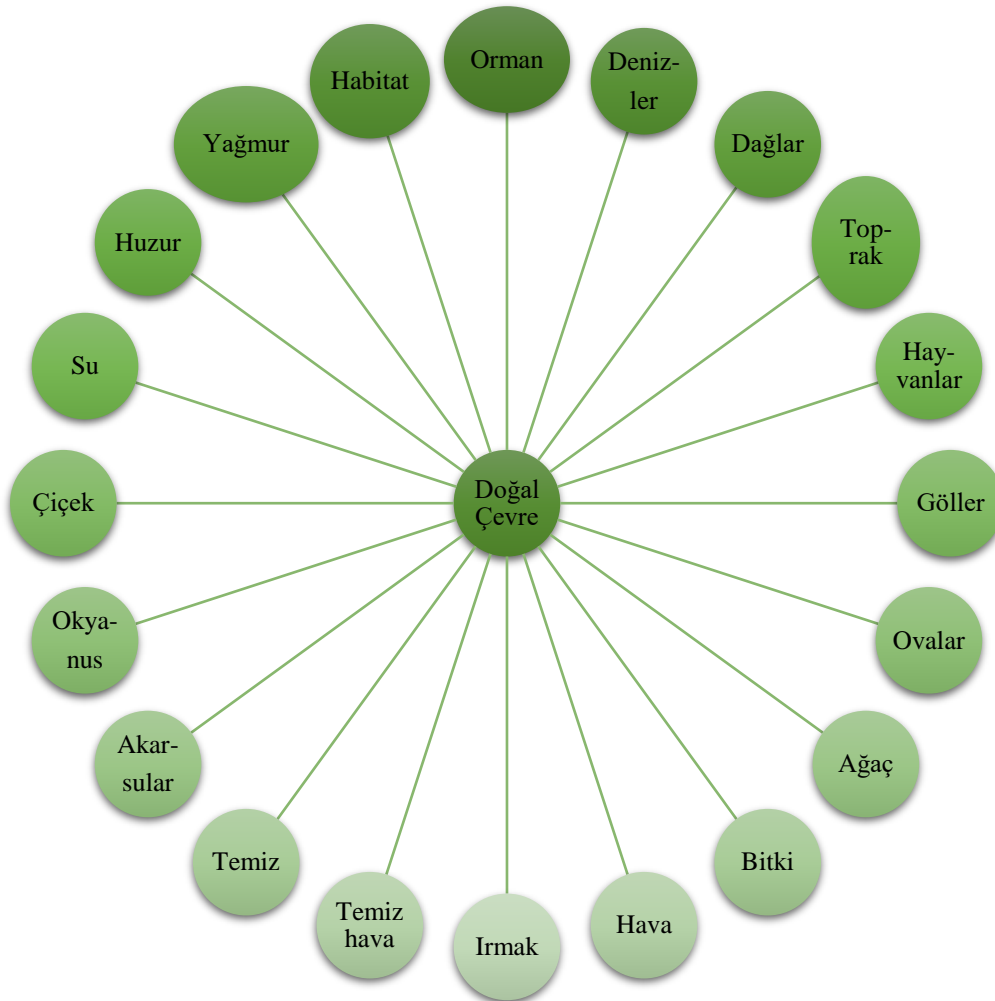 Orman
Deniz-
ler
Dağlar
Top-
rak
Hay-
vanlar
Göller
Ovalar
Ağaç
Bitki
Hava
Irmak
Temiz
hava
Temiz
Akar-
sular
Okya-
nus
Çiçek
Su
Huzur
Yağmur
Habitat
Doğal
Çevre